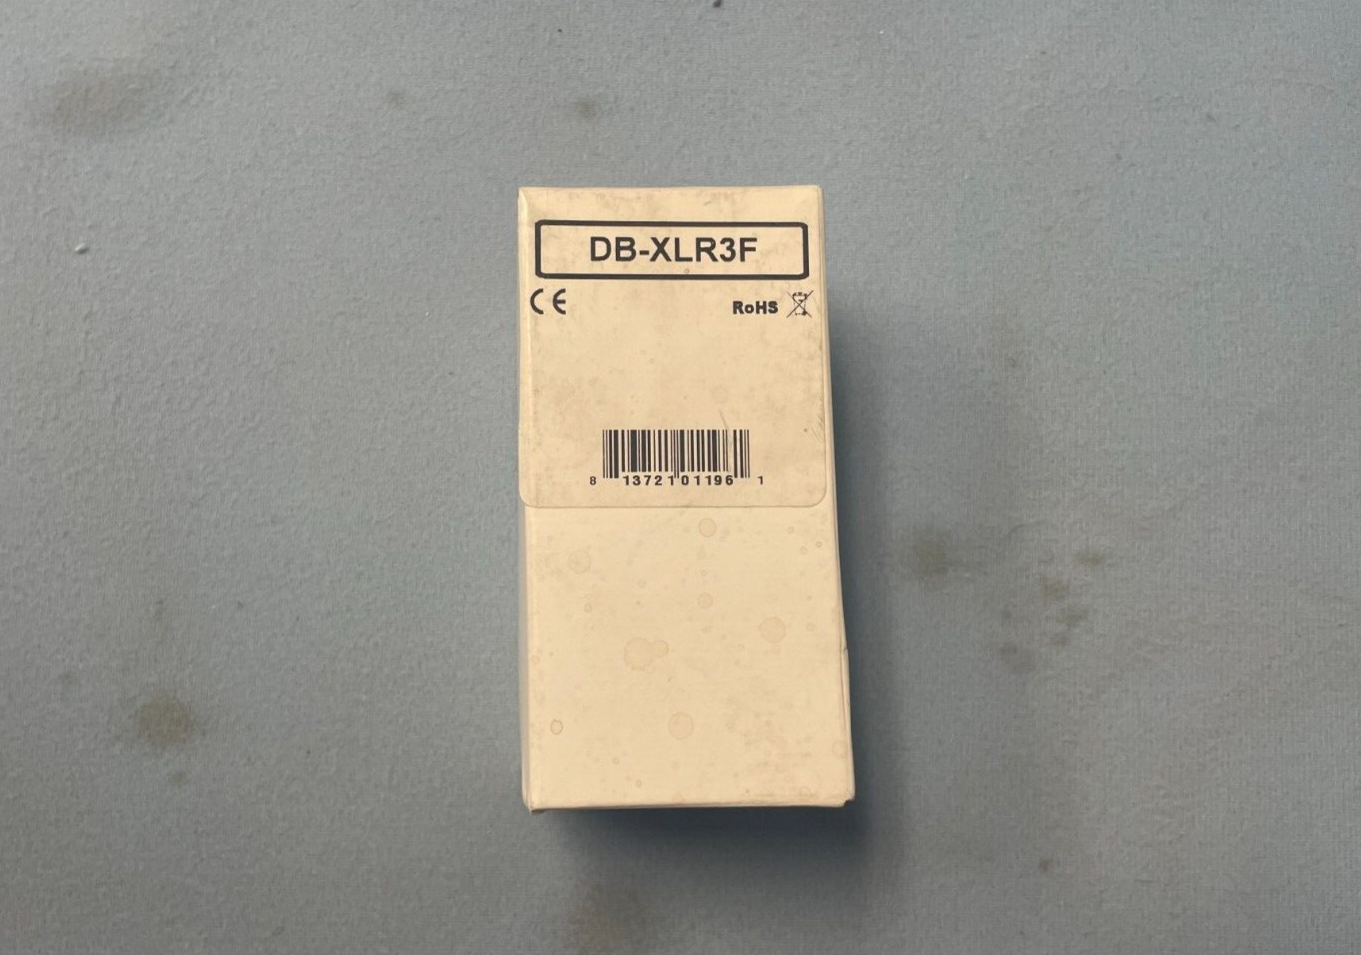 DB-XLR3F
CE
RoHS
8 13721 01196 1